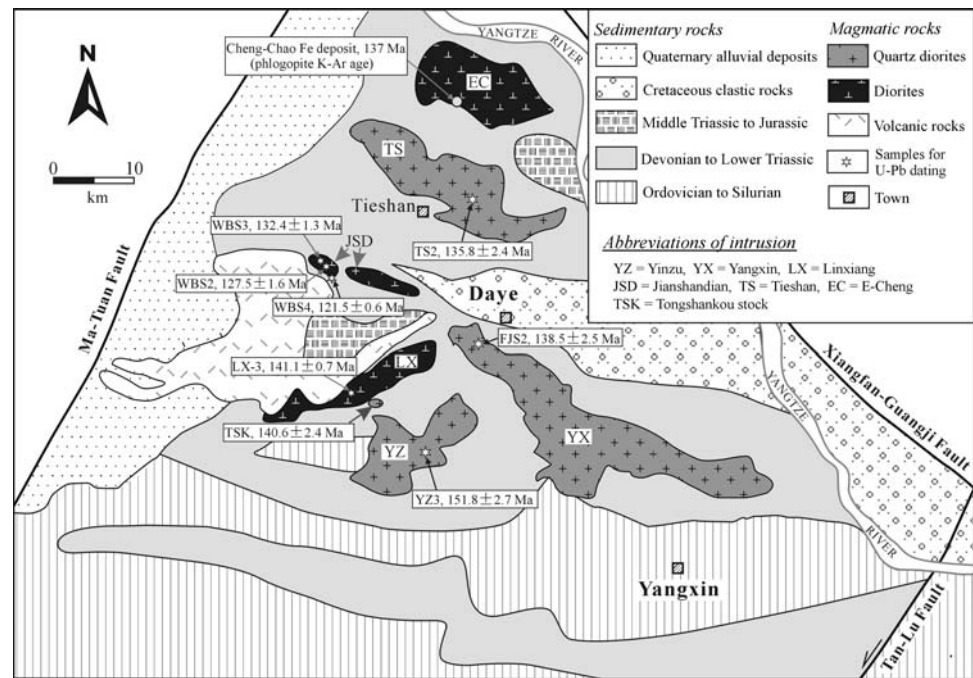 N
10
0
10
km
Cheng-Chao Fe deposit, 137 Ma
(phlogopite K-Ar age)
YANGTZE
RIVER
EC
TS
Tieshan
TS2, 135.8 ± 2.4 Ma
WBS3, 132.4 ± 1.3 Ma
JSD
WBS2, 127.5 ± 1.6 Ma
WBS4, 121.5 ± 0.6 Ma
Daye
Ma-Tuan Fault
FJS2, 138.5 ± 2.5 Ma
LX-3, 141.1 ± 0.7 Ma
LX
TSK, 140.6 ± 2.4 Ma
YZ
YX
YZ3, 151.8 ± 2.7 Ma
YANGTZE
RIVER
Xiangfan-Guangji Fault
Yangxin
Tan-Lu Fault
Sedimentary rocks
Quaternary alluvial deposits
Cretaceous clastic rocks
Middle Triassic to Jurassic
Devonian to Lower Triassic
Ordovician to Silurian
Magmatic rocks
Quartz diorites
Diorites
Volcanic rocks
Samples for
U-Pb dating
Town
Abbreviations of intrusion
YZ = Yinzu, YX = Yangxin, LX = Linxiang
JSD = Jianshandian, TS = Tieshan, EC = E-Cheng
TSK = Tongshankou stock